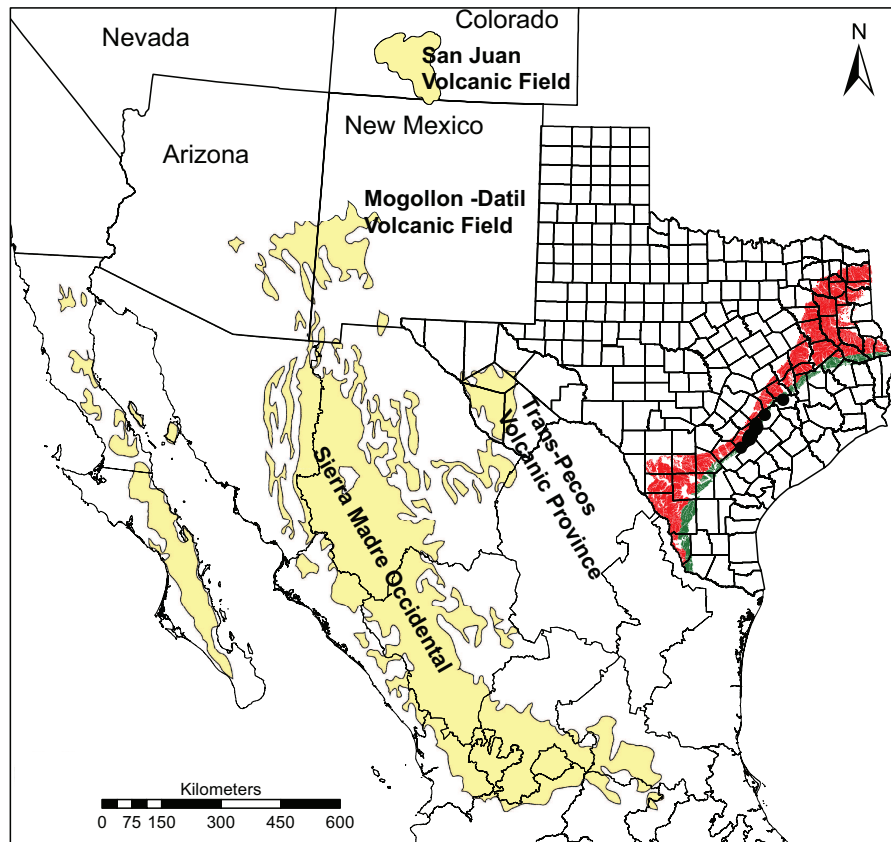 Colorado
Nevada
N
San Juan
Volcanic Field
New Mexico
Arizona
Mogollon -Datil
Volcanic Field
Trans-Pecos
Volcanic Province
Sierra Madre Occidental
Kilometers
0 75 150 300 450 600